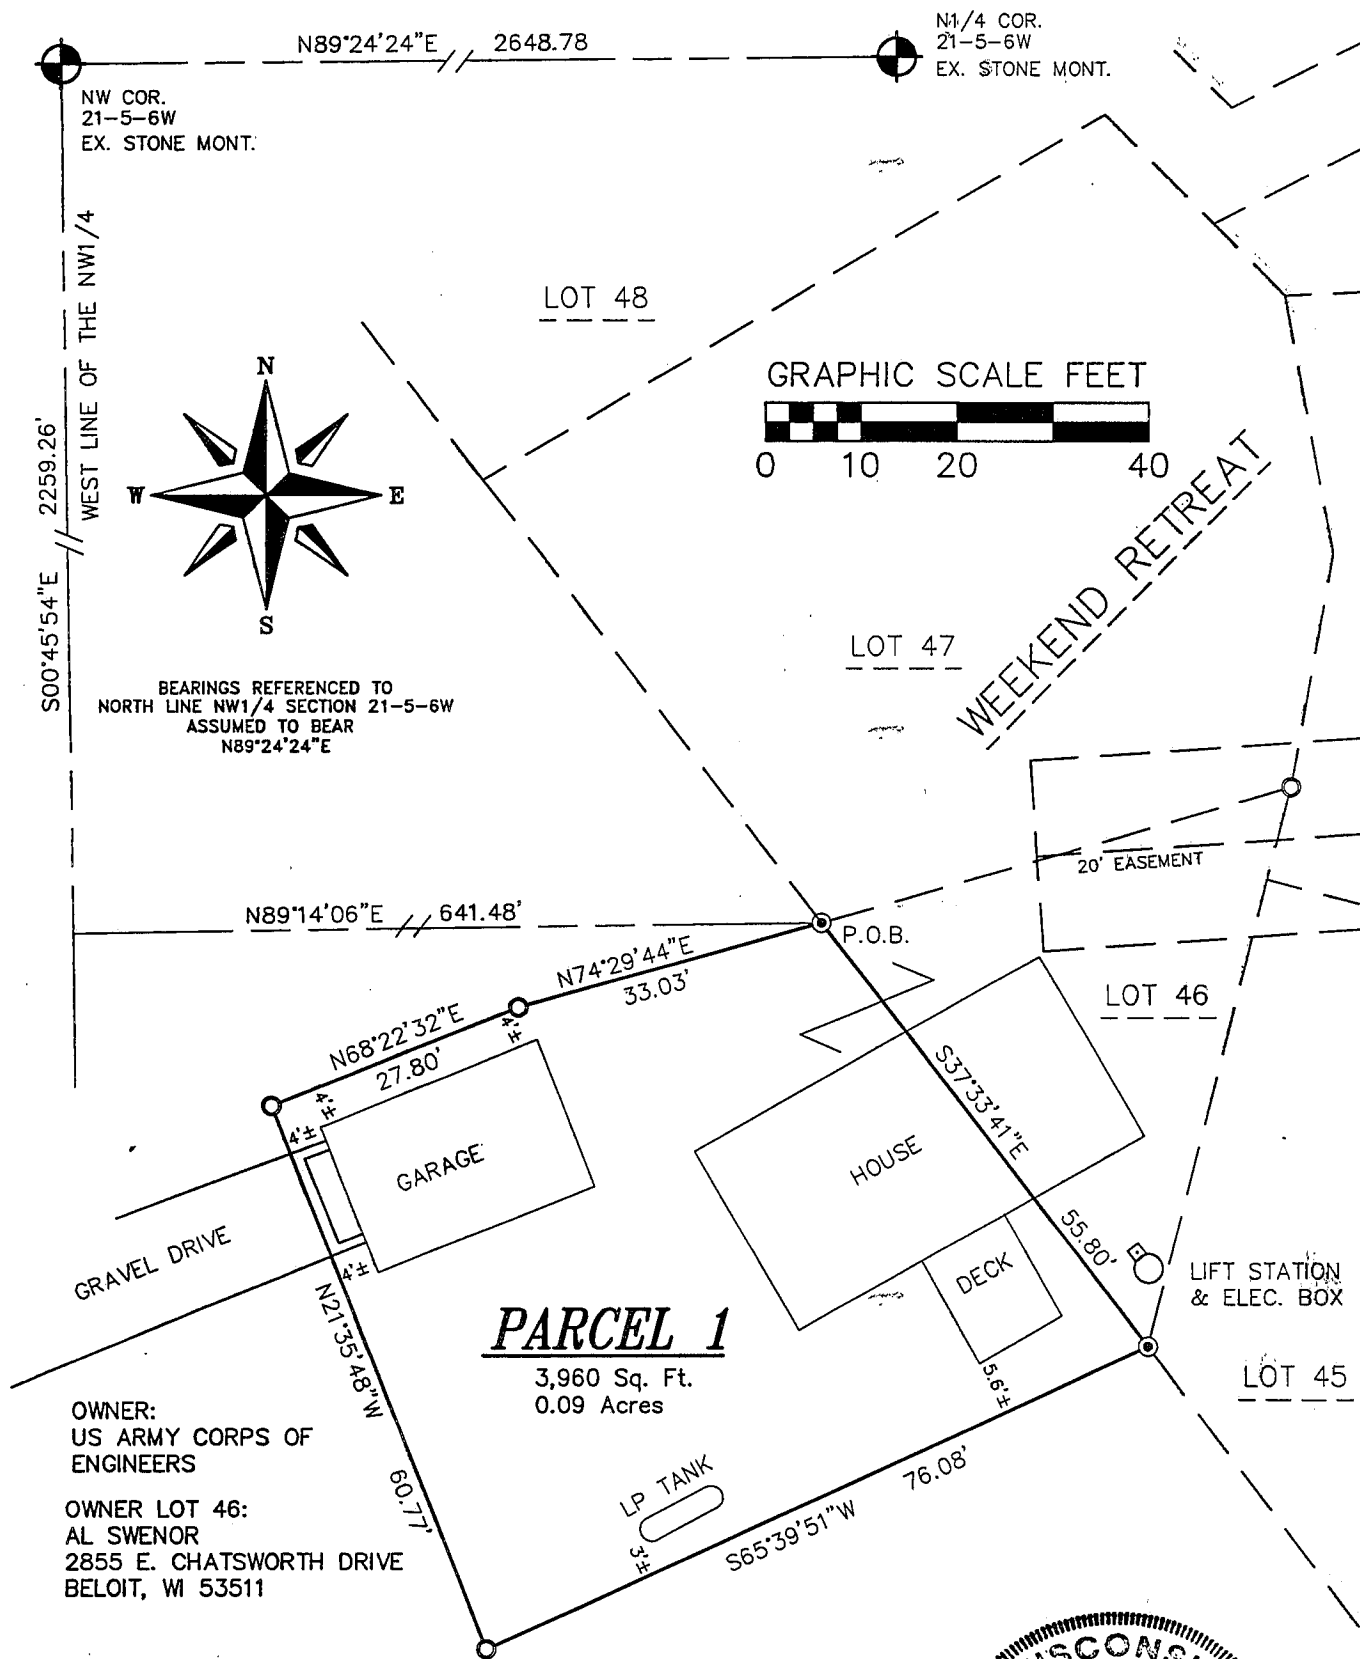 N89°24'24"E 2648.78
N1/4 COR.
21-5-6W
EX. STONE MONT.
NW COR.
21-5-6W
EX. STONE MONT.
WEST LINE OF THE NW1/4
S00°45'54"E 2259.26'
LOT 48
N
W E
S
GRAPHIC SCALE FEET
0 10 20 40
WEEKEND RETREAT
LOT 47
BEARINGS REFERENCED TO
NORTH LINE NW1/4 SECTION 21-5-6W
ASSUMED TO BEAR
N89°24'24"E
20' EASEMENT
N89°14'06"E 641.48'
P.O.B.
N74°29'44"E
33.03'
LOT 46
N68°22'32"E
27.80'
4'±
4'±
4'±
4'±
GARAGE
HOUSE
S37°33'41"E
55.80'
DECK
GRAVEL DRIVE
LIFT STATION
& ELEC. BOX
N21°35'48"W
60.77'
PARCEL 1
3,960 Sq. Ft.
0.09 Acres
5.6'±
LOT 45
OWNER:
US ARMY CORPS OF
ENGINEERS
OWNER LOT 46:
AL SWENOR
2855 E. CHATSWORTH DRIVE
BELOIT, WI 53511
LP TANK
3'±
76.08'
S65°39'51"W